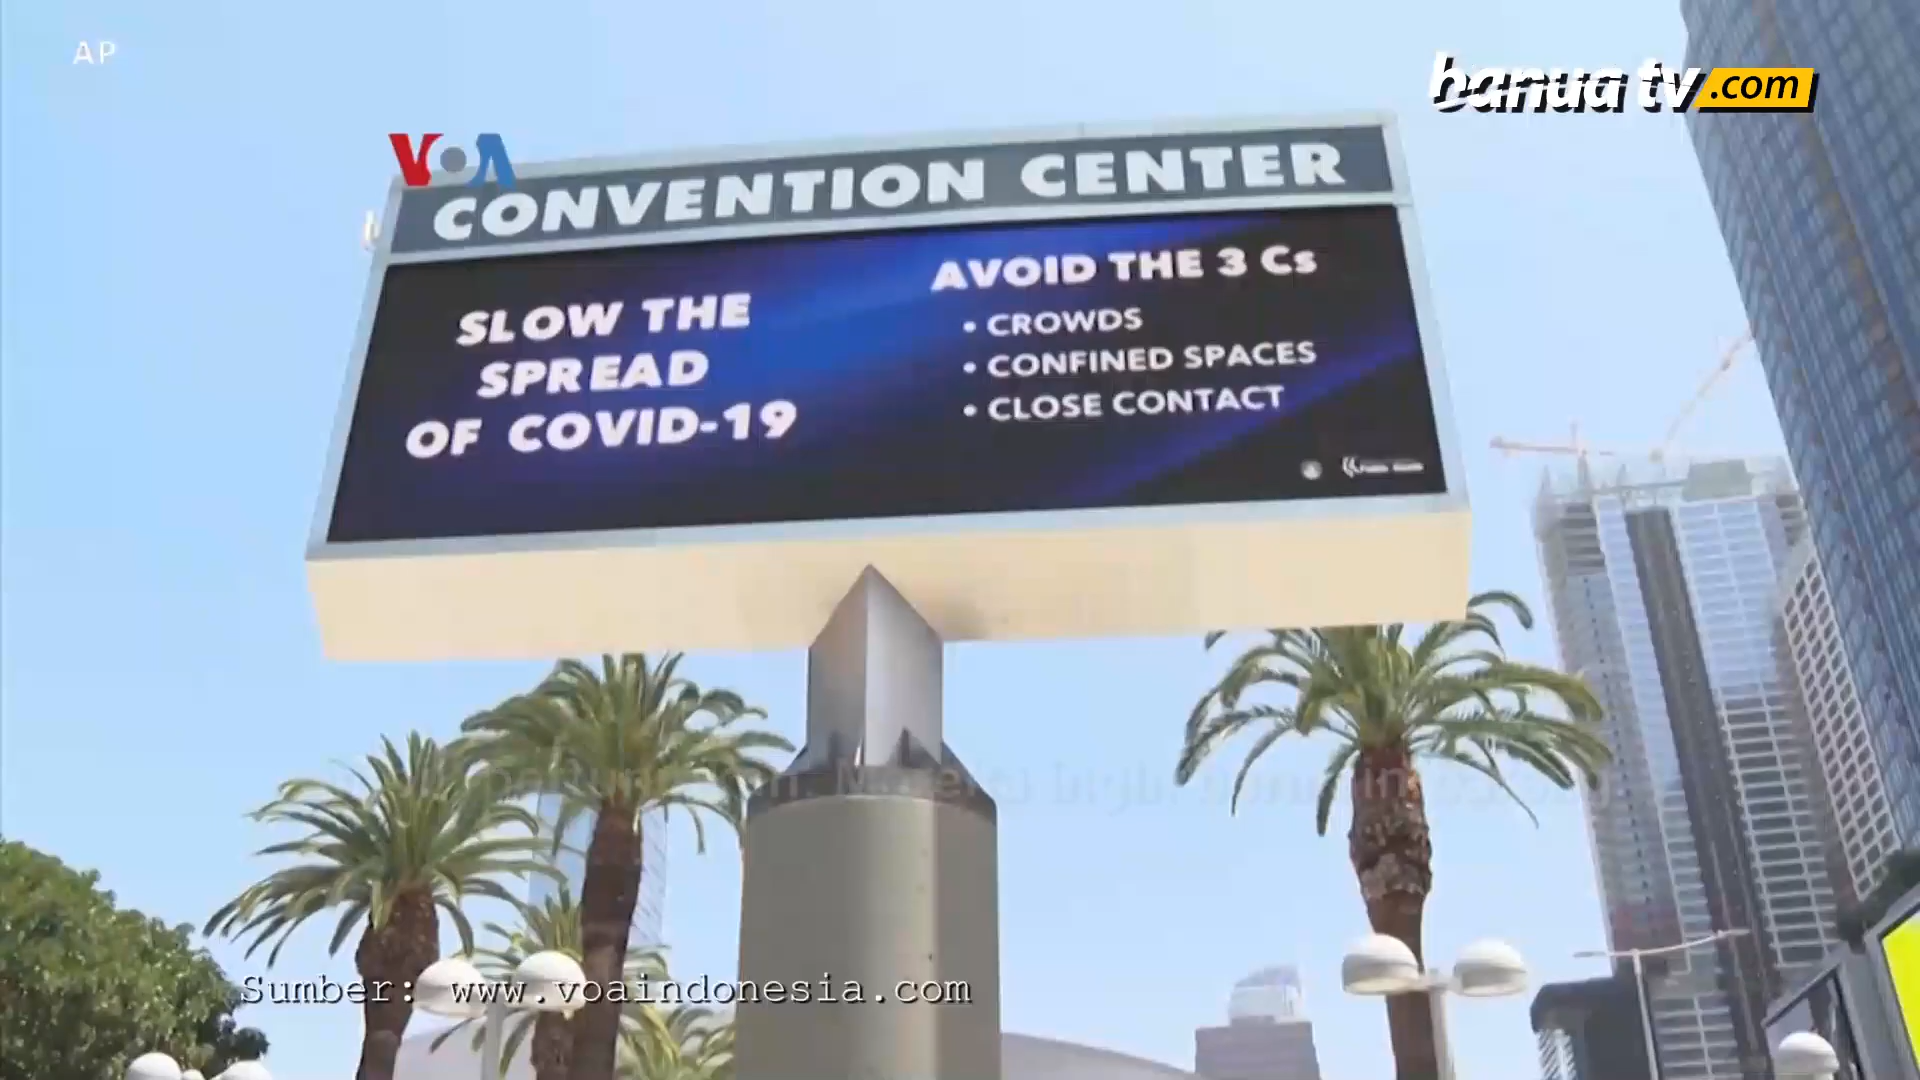 AP
banua tv.com
VOA
CONVENTION CENTER
SLOW THE
SPREAD
OF COVID-19
AVOID THE 3 Cs
• CROWDS
• CONFINED SPACES
• CLOSE CONTACT
Sumber: www.voaindonesia.com